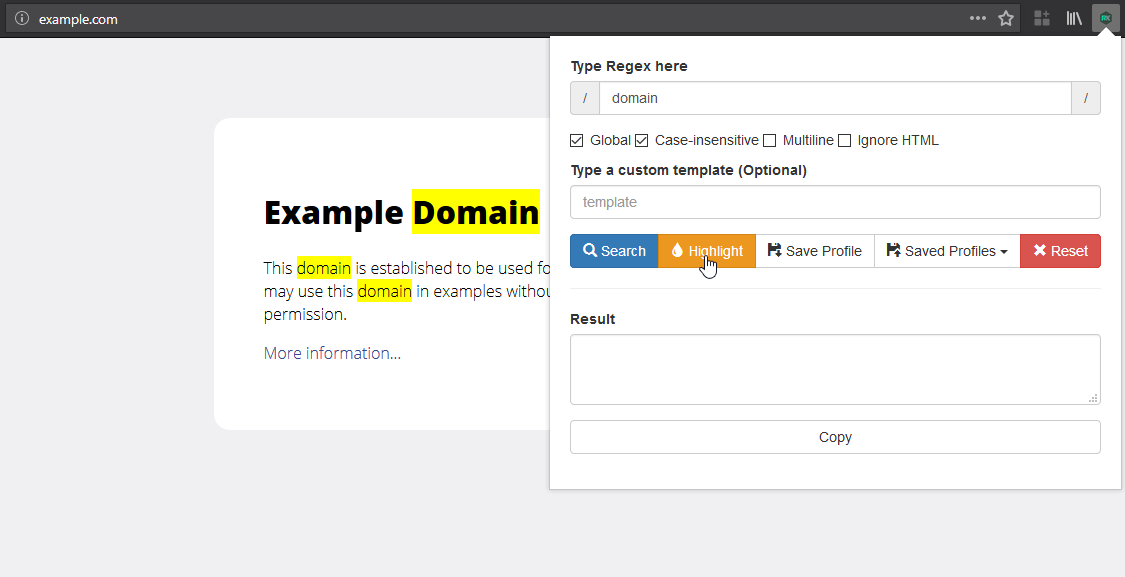 example.com
Example Domain
This domain is established to be used fo
may use this domain in examples withou
permission.
More information...
Type Regex here
/ domain /
Global Case-insensitive Multiline Ignore HTML
Type a custom template (Optional)
template
Search Highlight Save Profile Saved Profiles Reset
Result
Copy